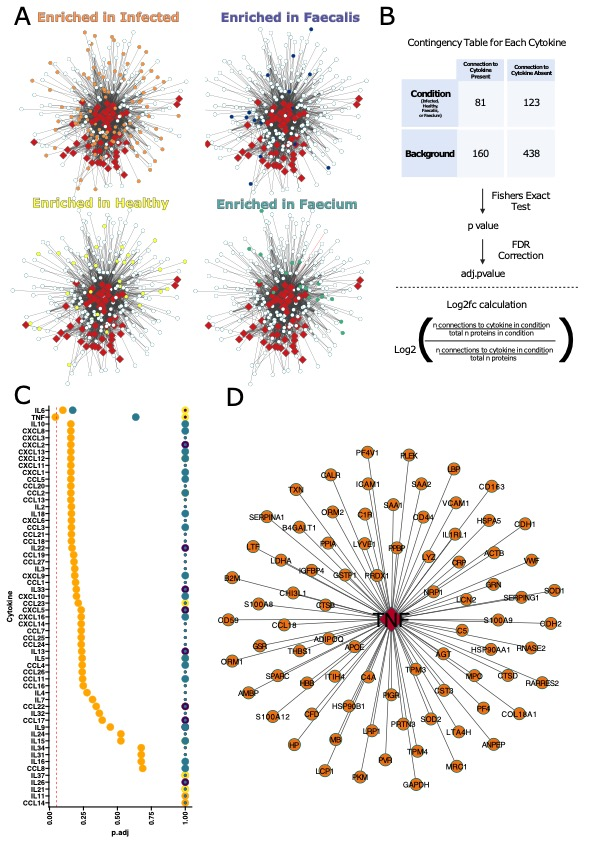 A
Enriched in Infected
Enriched in Faecalis
Enriched in Healthy
Enriched in Faecium
B
Contingency Table for Each Cytokine
Connection to
Cytokine
Present
Connection to
Cytokine Absent
Condition
(Infected,
Healthy,
Faecalis,
or Faecium)
81
123
Background
160
438
Fishers Exact
Test
p value
FDR
Correction
adj.pvalue
Log2fc calculation
Log2
n connections to cytokine in condition
total n proteins in condition
n connections to cytokine in condition
total n proteins
C
Cytokine
IL6
TNF
IL10
CXCL8
CXCL3
CXCL2
CXCL13
CXCL12
CXCL11
CXCL1
CCL5
CCL20
CCL2
CCL13
IL2
IL18
CXCL6
CCL3
CCL21
CCL18
IL22
CCL19
CCL27
IL3
CXCL9
CCL1
IL33
CXCL10
CCL23
CXCL5
CXCL16
CXCL14
CCL7
CCL25
CCL24
IL13
IL5
CCL4
CCL26
CCL11
CCL16
IL4
IL7
CCL22
IL32
CCL17
IL9
IL24
IL15
IL34
IL31
IL16
CCL8
IL37
IL26
IL21
IL11
CCL14
0.00
0.25
0.50
0.75
1.00
p.adj
D
PF4V1
PLEK
CALR
LBP
TXN
ICAM1
SAA2
CD163
SAA1
VCAM1
SERPINA1
ORM2
C1R
CD44
HSPA5
CDH1
B4GALT1
IL1RL1
LTF
PPIA
LYVE1
PPBP
LYZ
ACTB
LDHA
CRP
VWF
B2M
IGFBP4
GSTP1
PRDX1
GRN
CHI3L1
NRP1
SERPING1
SOD1
S100A8
CTSB
LCN2
CD59
CCL18
TNF
S100A9
CDH2
CS
GSR
ADIPOQ
APOE
THBS1
AGT
HSP90AA1
RNASE2
ORM1
SPARC
ITIH4
C4A
TPM3
MPO
CTSD
RARRES2
AMBP
HBB
PIGR
CST3
HSP90B1
PF4
COL18A1
S100A12
CFD
PRTN3
SOD2
HP
MB
LRP1
LTA4H
ANPEP
PVR
TPM4
LCP1
PKM
MRC1
GAPDH